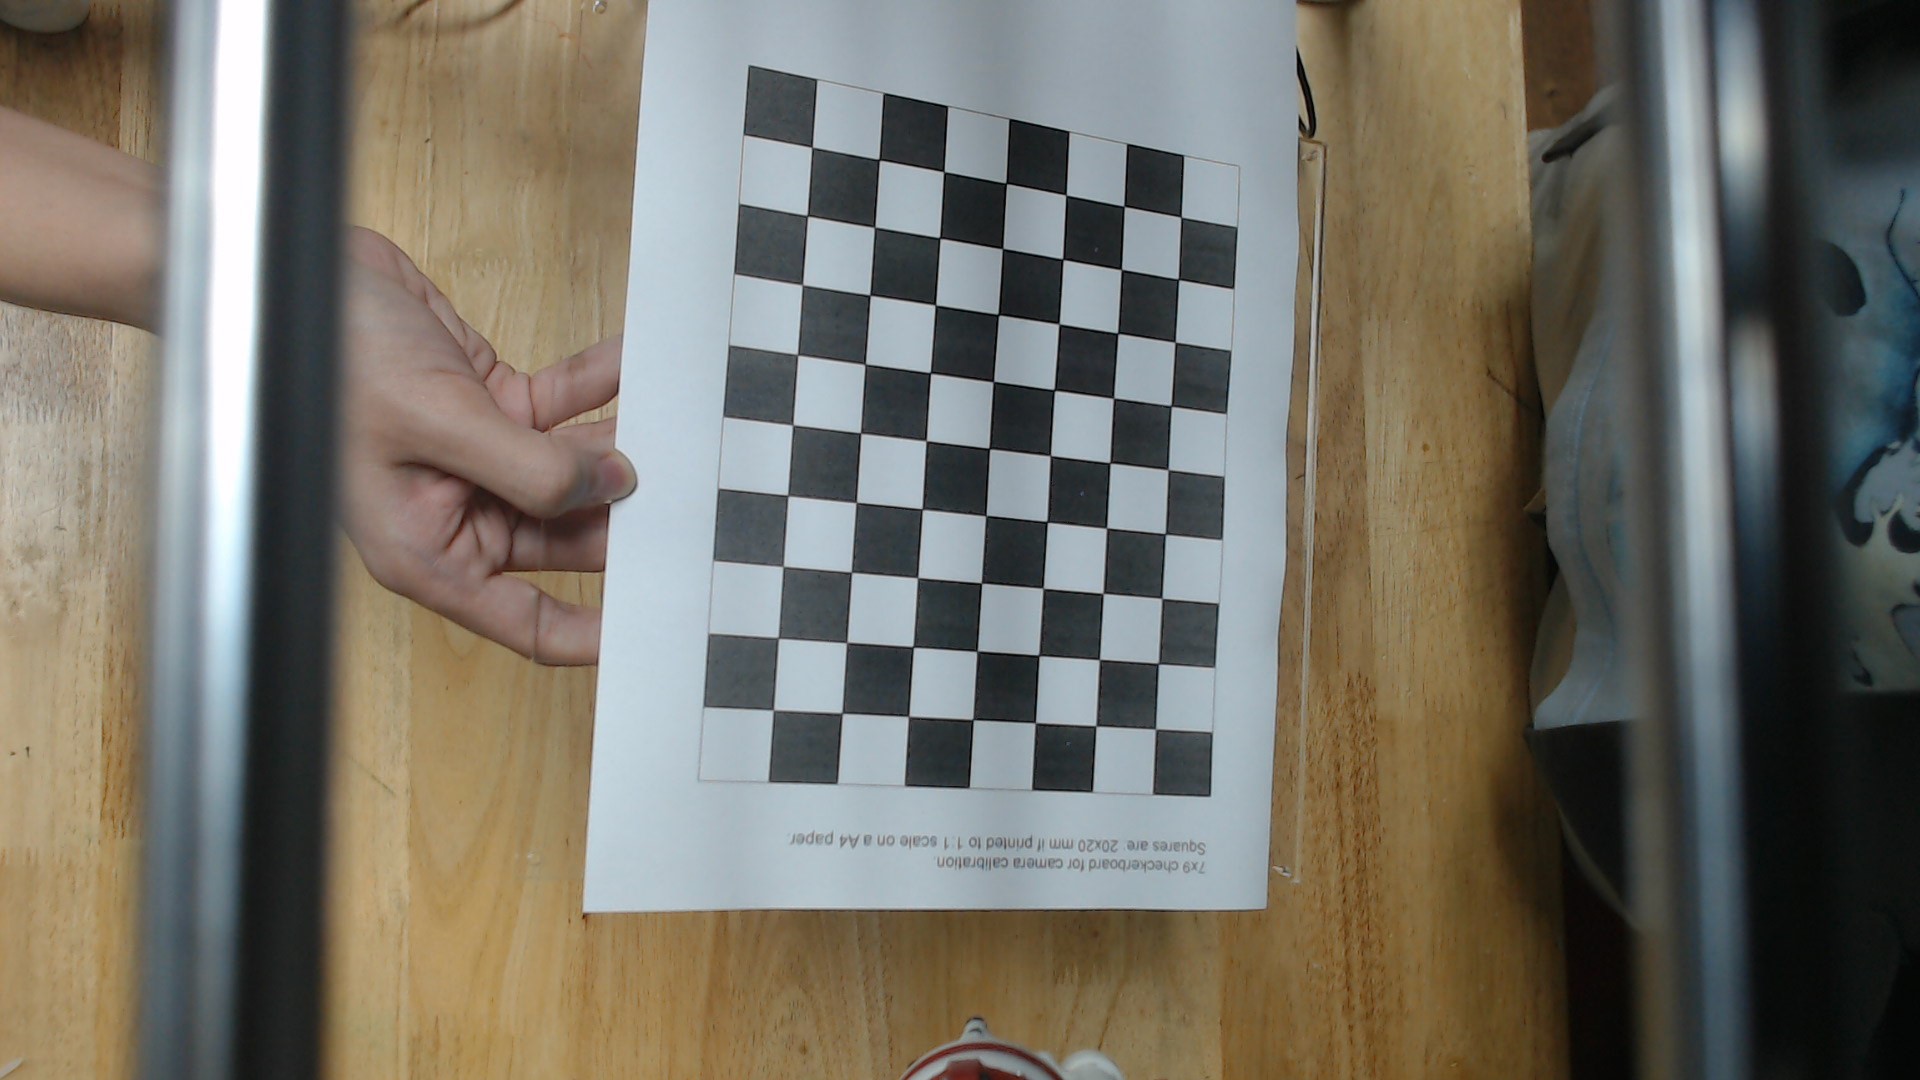 7x9 checkerboard for camera calibration.
Squares are: 20x20 mm if printed to 1:1 scale on a A4 paper.